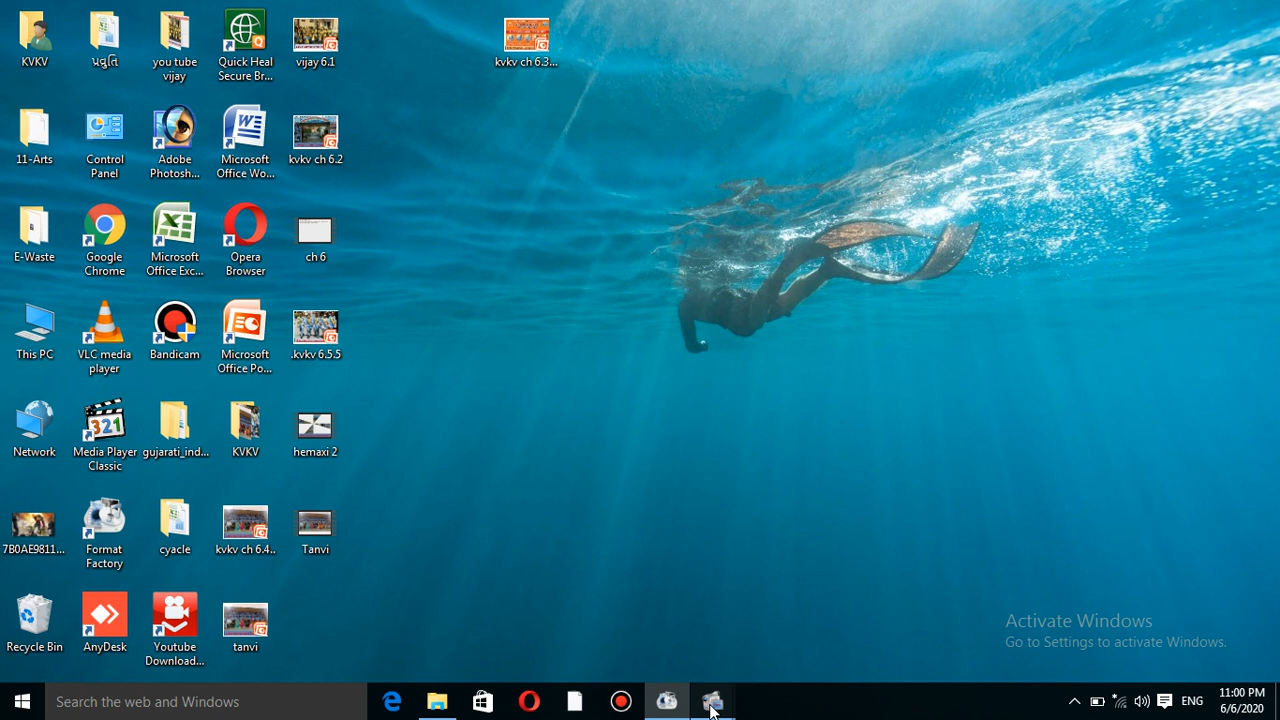 KVKV
પ્રવૃતિ
you tube
vijay
Quick Heal
Secure Br...
vijay 6.1
kvkv ch 6.3...
11-Arts
Control
Panel
Adobe
Photosh...
Microsoft
Office Wo...
kvkv ch 6.2
E-Waste
Google
Chrome
Microsoft
Office Exc...
Opera
Browser
ch 6
This PC
VLC media
player
Bandicam
Microsoft
Office Po...
.kvkv 6.5.5
Network
Media Player
Classic
gujarati_ind...
KVKV
hemaxi 2
7B0AE9811...
Format
Factory
cyacle
kvkv ch 6.4..
Tanvi
Recycle Bin
AnyDesk
Youtube
Download...
tanvi
Activate Windows
Go to Settings to activate Windows.
Search the web and Windows
ENG
11:00 PM
6/6/2020